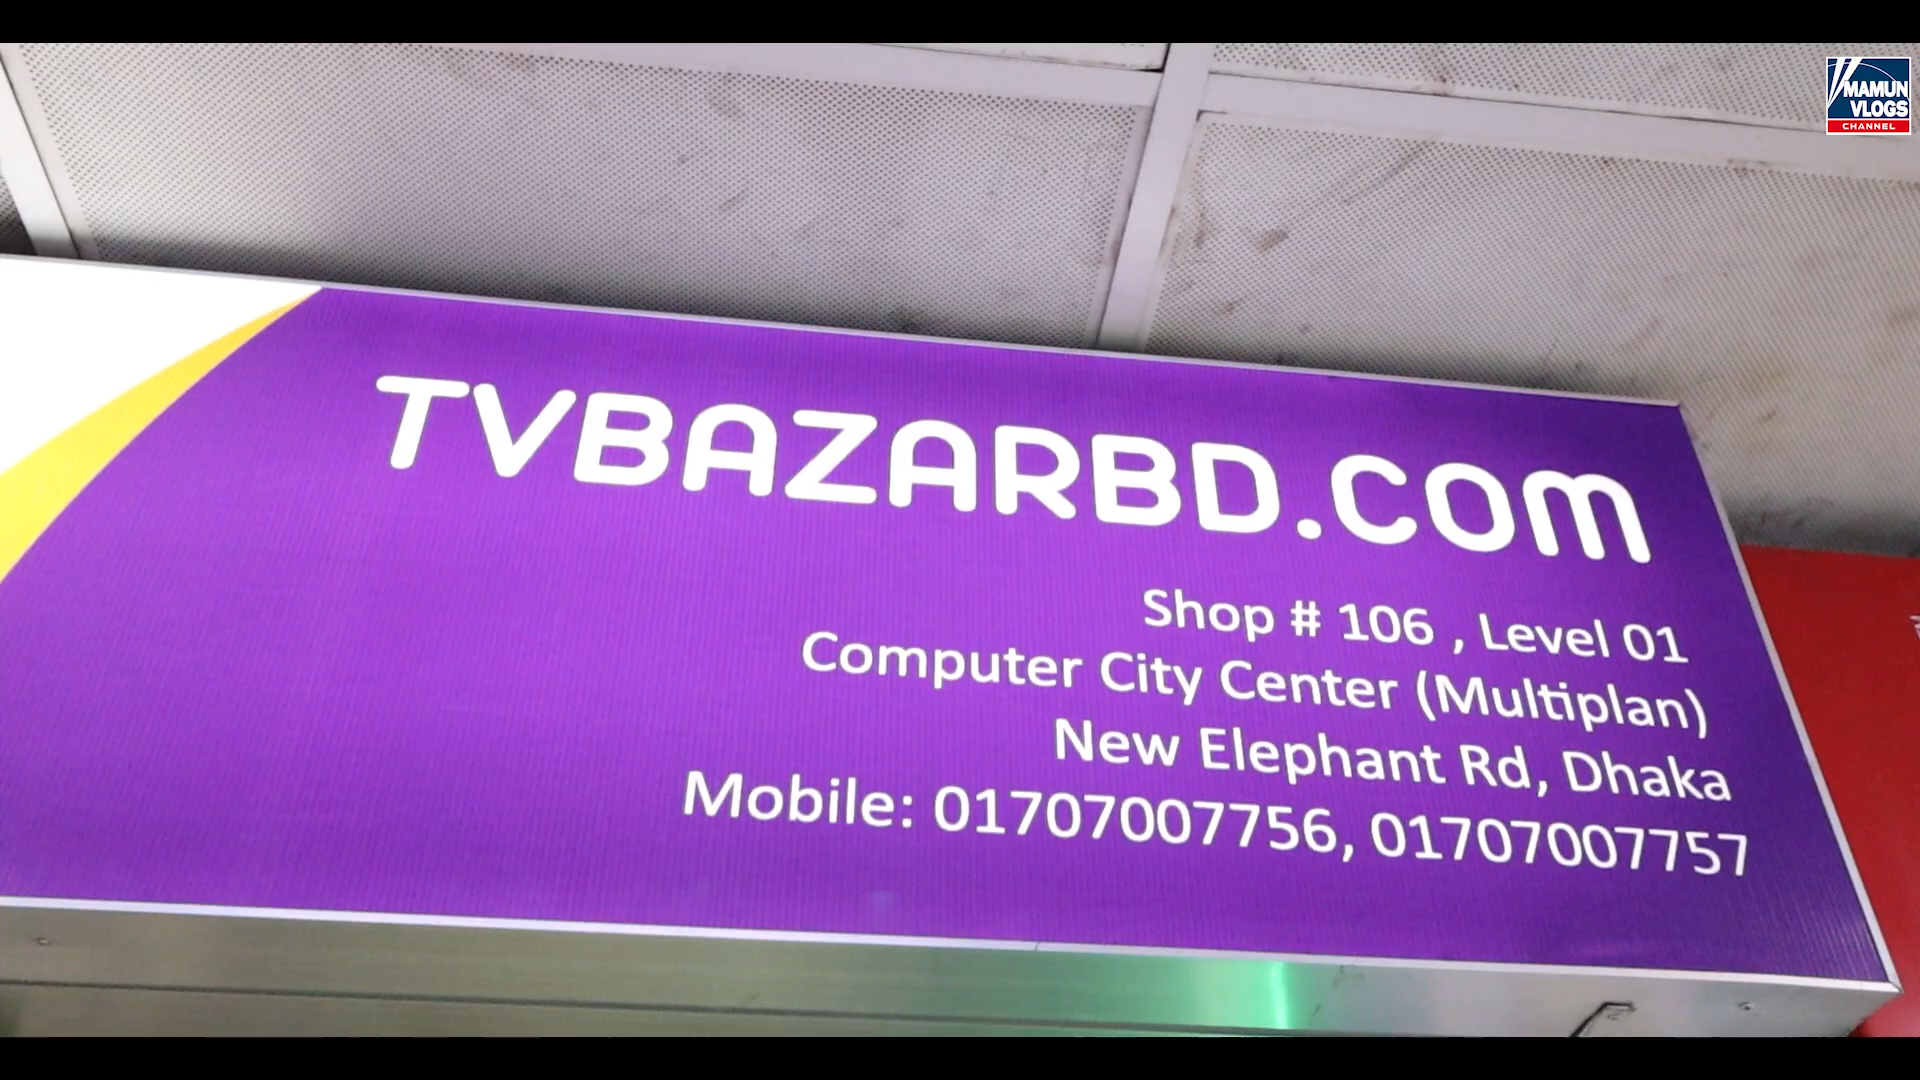 MAMUN
VLOGS
CHANNEL
TVBAZARBD.COM
Shop # 106 , Level 01
Computer City Center (Multiplan)
New Elephant Rd, Dhaka
Mobile: 01707007756, 01707007757